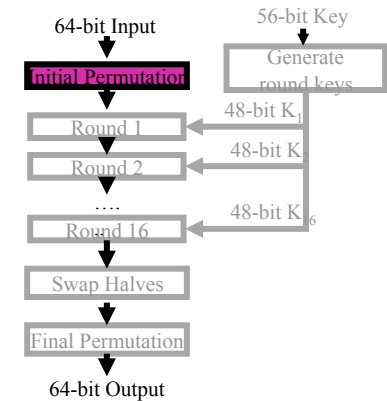 64-bit Input
56-bit Key
Initial Permutation
Generate
round keys
48-bit K1
Round 1
48-bit K
Round 2
....
48-bit K16
Round 16
Swap Halves
Final Permutation
64-bit Output